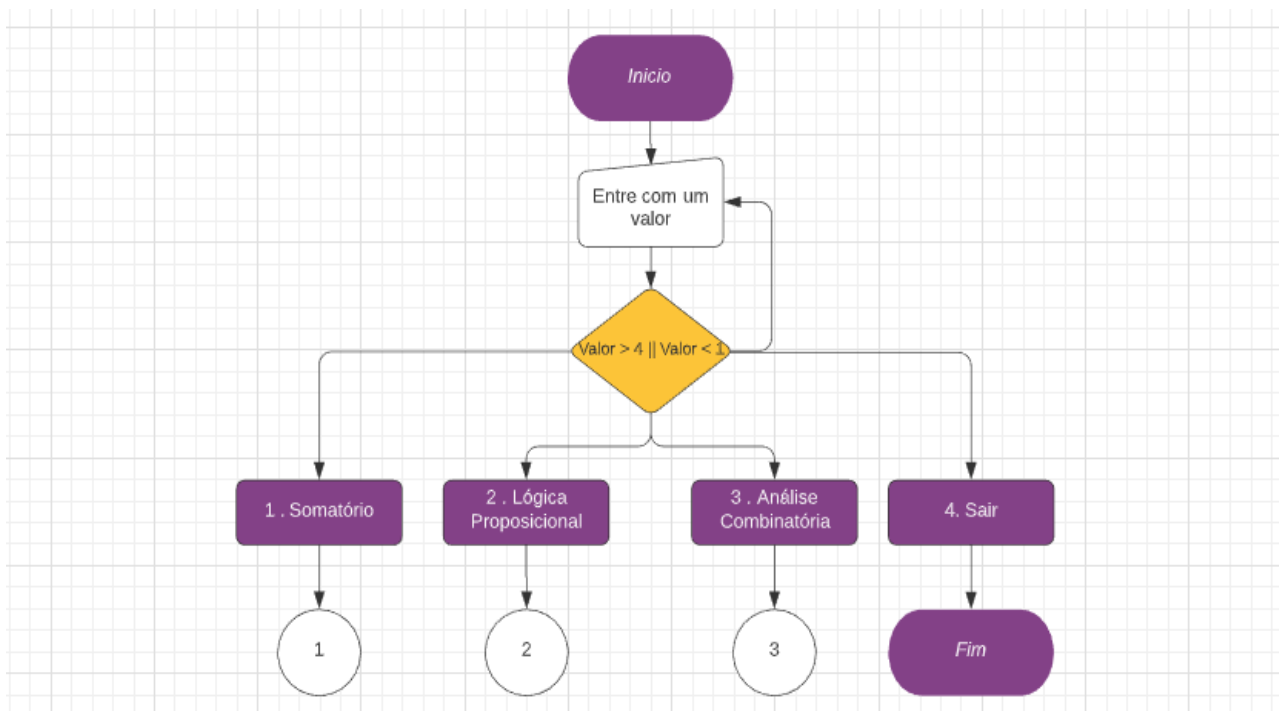 Inicio
Entre com um
valor
Valor > 4 || Valor < 1
1 . Somatório
2 . Lógica
Proposicional
3 . Análise
Combinatória
4. Sair
1
2
3
Fim